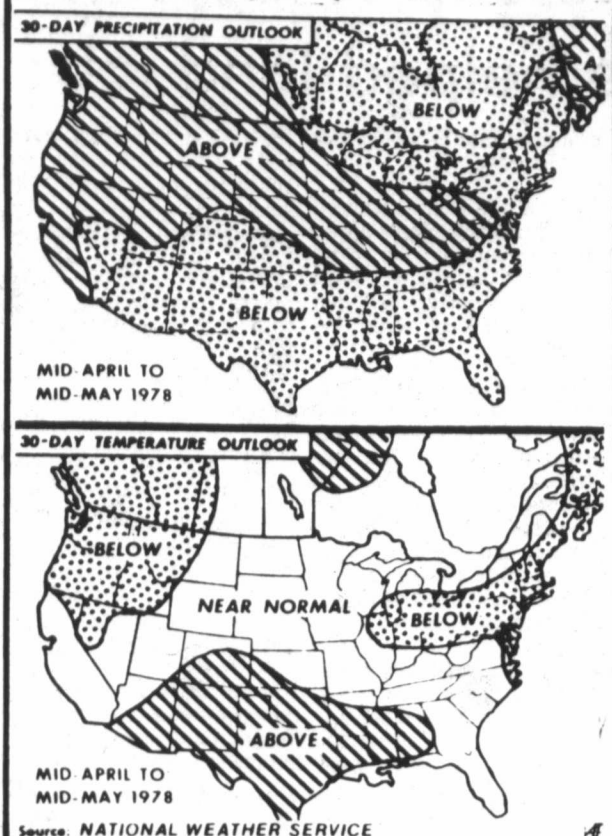 30-DAY PRECIPITATION OUTLOOK
A
BELOW
ABOVE
BELOW
MID-APRIL TO
MID-MAY 1978
30-DAY TEMPERATURE OUTLOOK
BELOW
NEAR NORMAL
BELOW
ABOVE
MID-APRIL TO
MID-MAY 1978
Source: NATIONAL WEATHER SERVICE